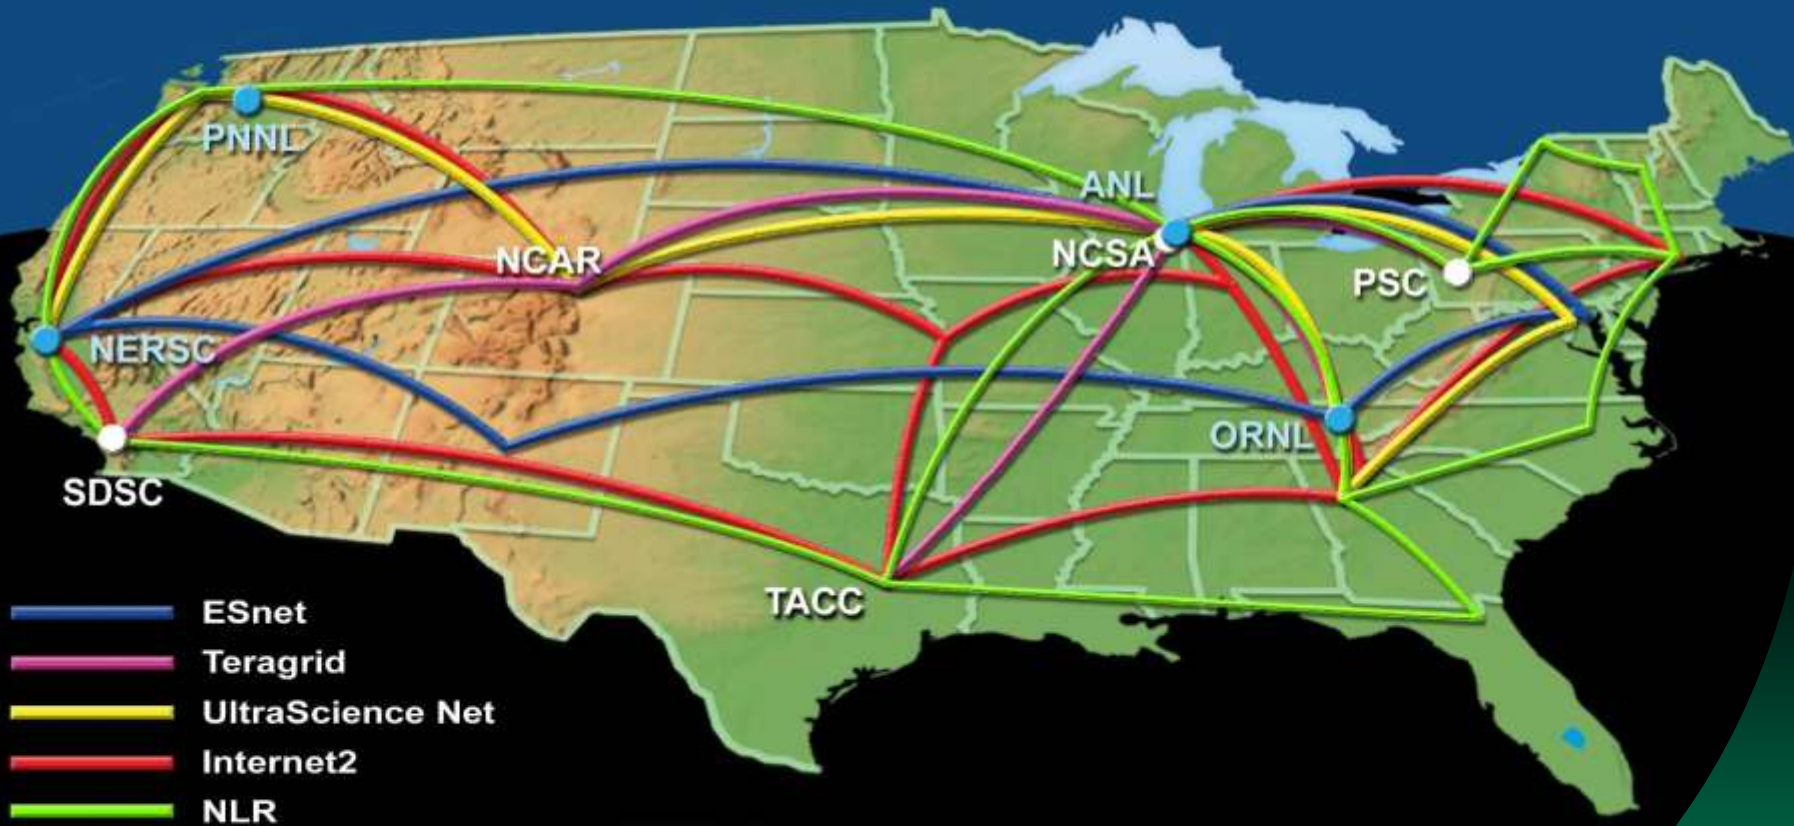 PNNL
ANL
NCAR
NCSA
PSC
NERSC
ORNL
SDSC
TACC
ESnet
Teragrid
UltraScience Net
Internet2
NLR